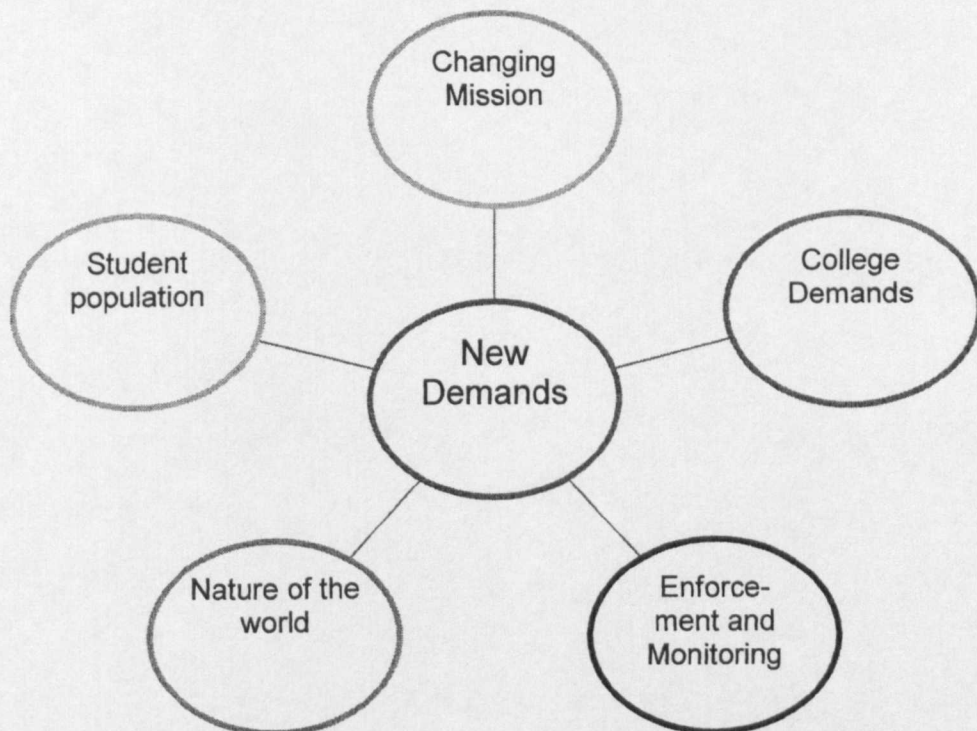 Changing
Mission
Student
population
College
Demands
New
Demands
Nature of the
world
Enforce-
ment and
Monitoring